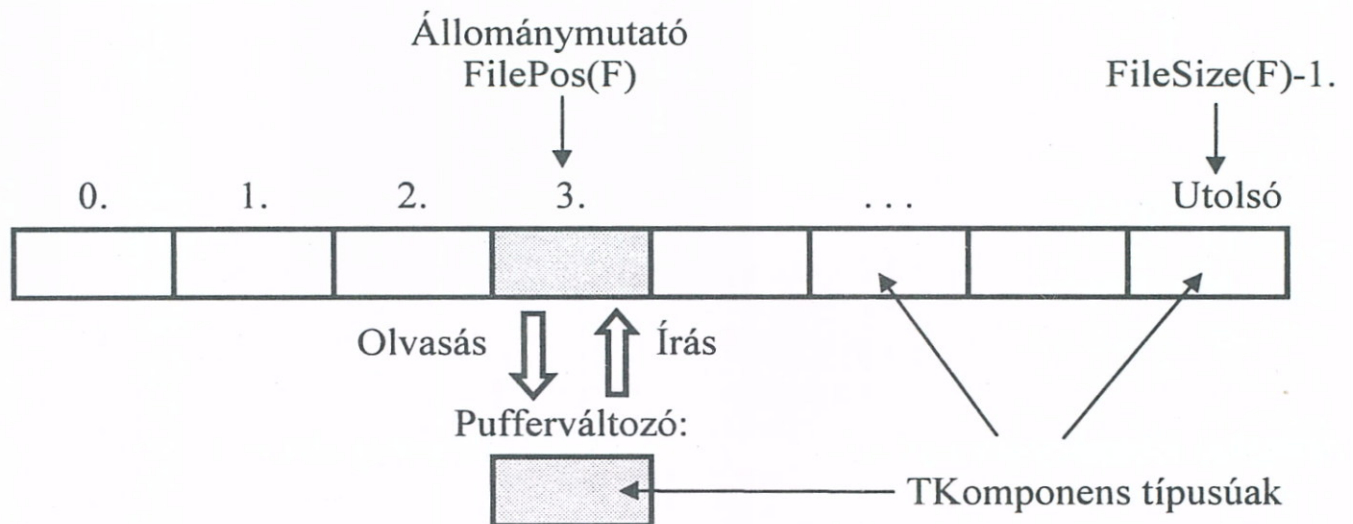 Állománymutató
FilePos(F)
FileSize(F)-1.
0. 1. 2. 3. ... Utolsó
Olvasás Írás
Pufferváltozó:
TKomponens típusúak